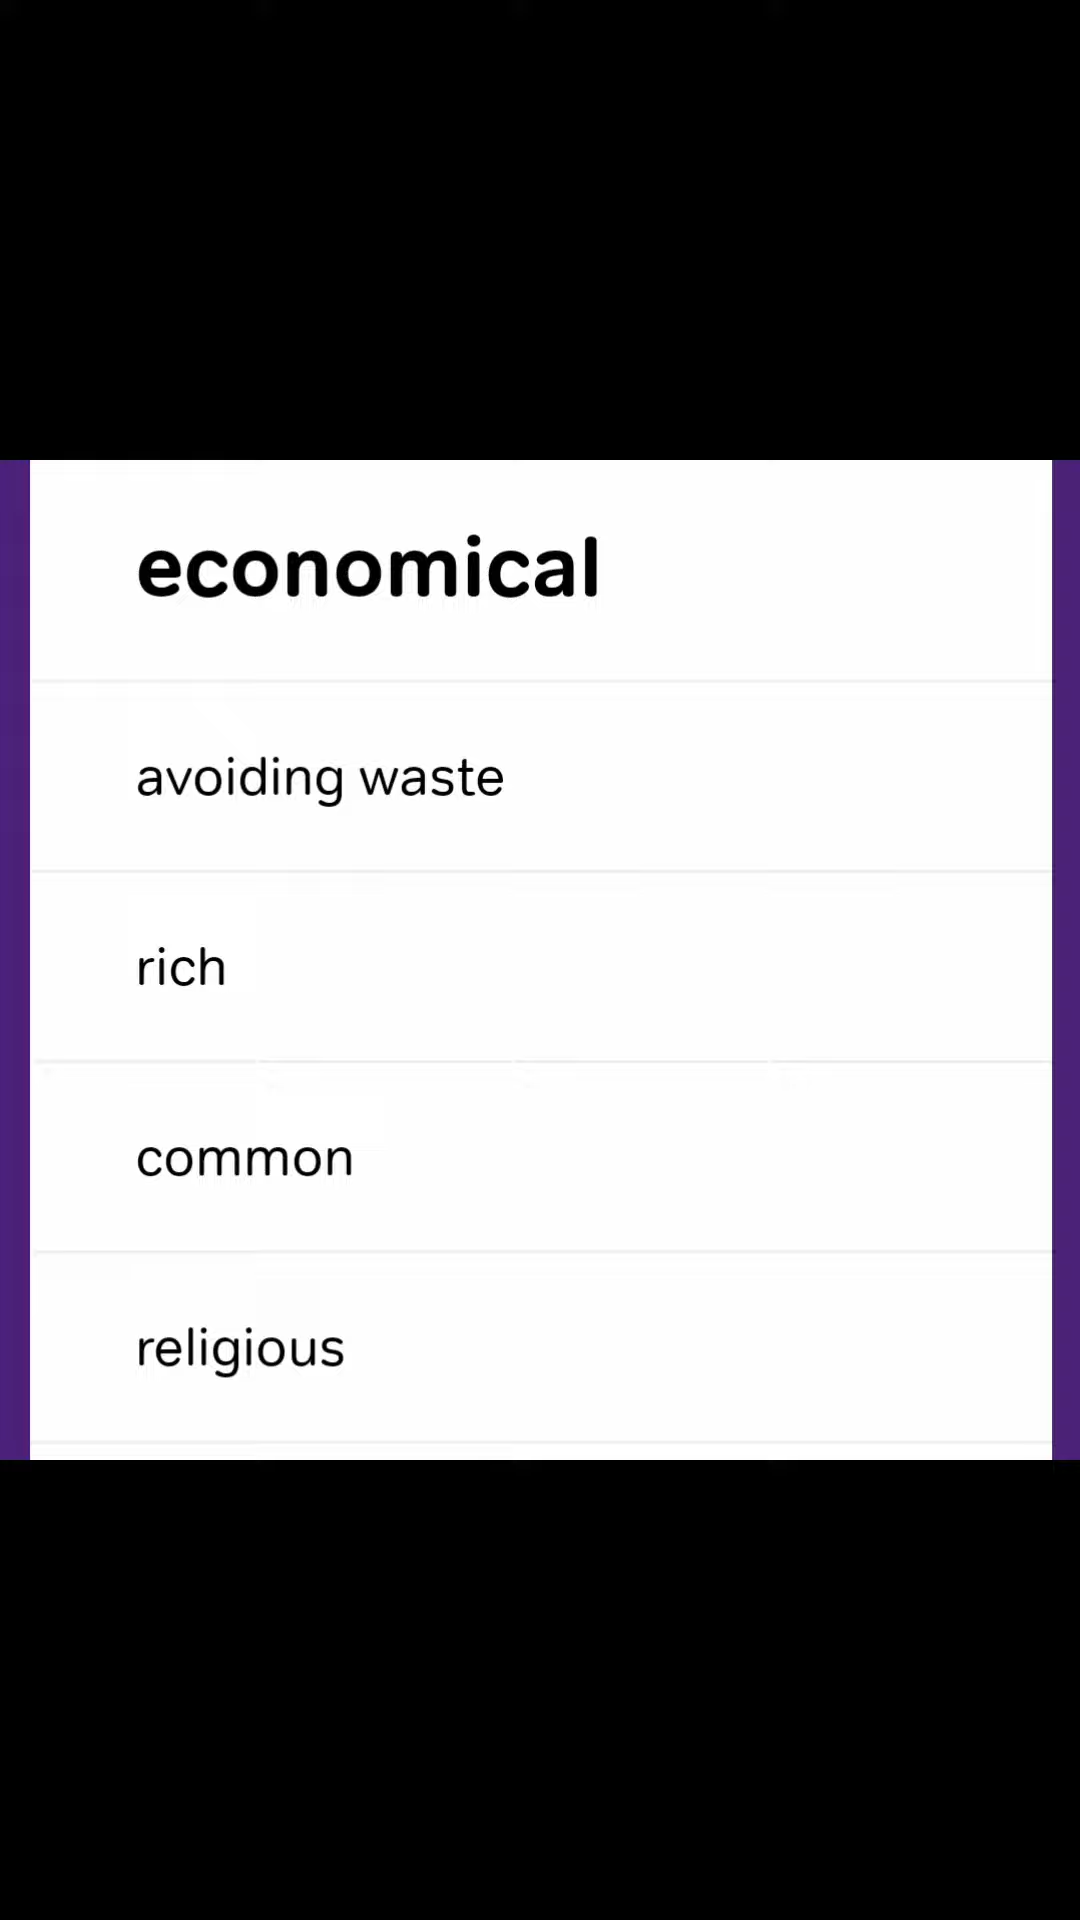 economical
avoiding waste
rich
common
religious